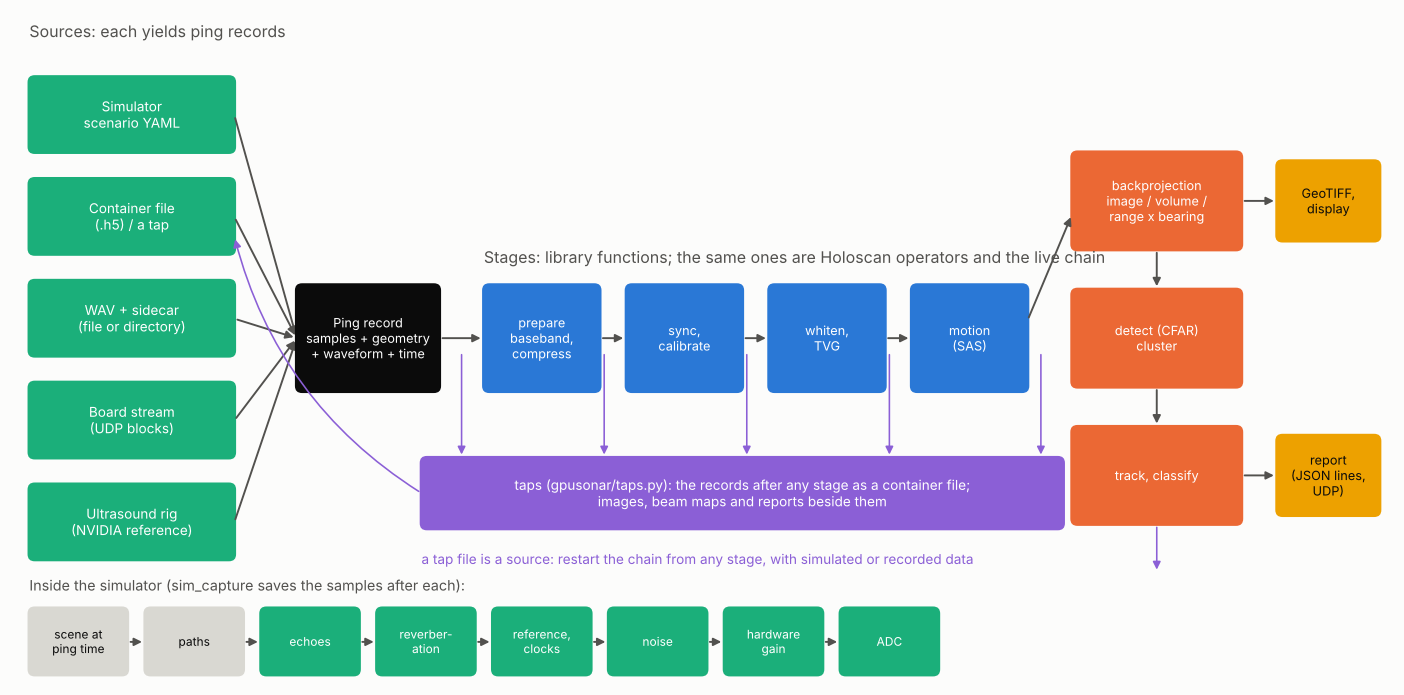 Sources: each yields ping records
Simulator
scenario YAML
Container file
(.h5) / a tap
WAV + sidecar
(file or directory)
Board stream
(UDP blocks)
Ultrasound rig
(NVIDIA reference)
Ping record
samples + geometry
+ waveform + time
Stages: library functions; the same ones are Holoscan operators and the live chain
prepare
baseband,
compress
sync,
calibrate
whiten,
TVG
motion
(SAS)
backprojection
image / volume /
range x bearing
GeoTIFF,
display
detect (CFAR)
cluster
track, classify
report
(JSON lines,
UDP)
taps (gpusonar/taps.py): the records after any stage as a container file;
images, beam maps and reports beside them
a tap file is a source: restart the chain from any stage, with simulated or recorded data
Inside the simulator (sim_capture saves the samples after each):
scene at
ping time
paths
echoes
reverber-
ation
reference,
clocks
noise
hardware
gain
ADC